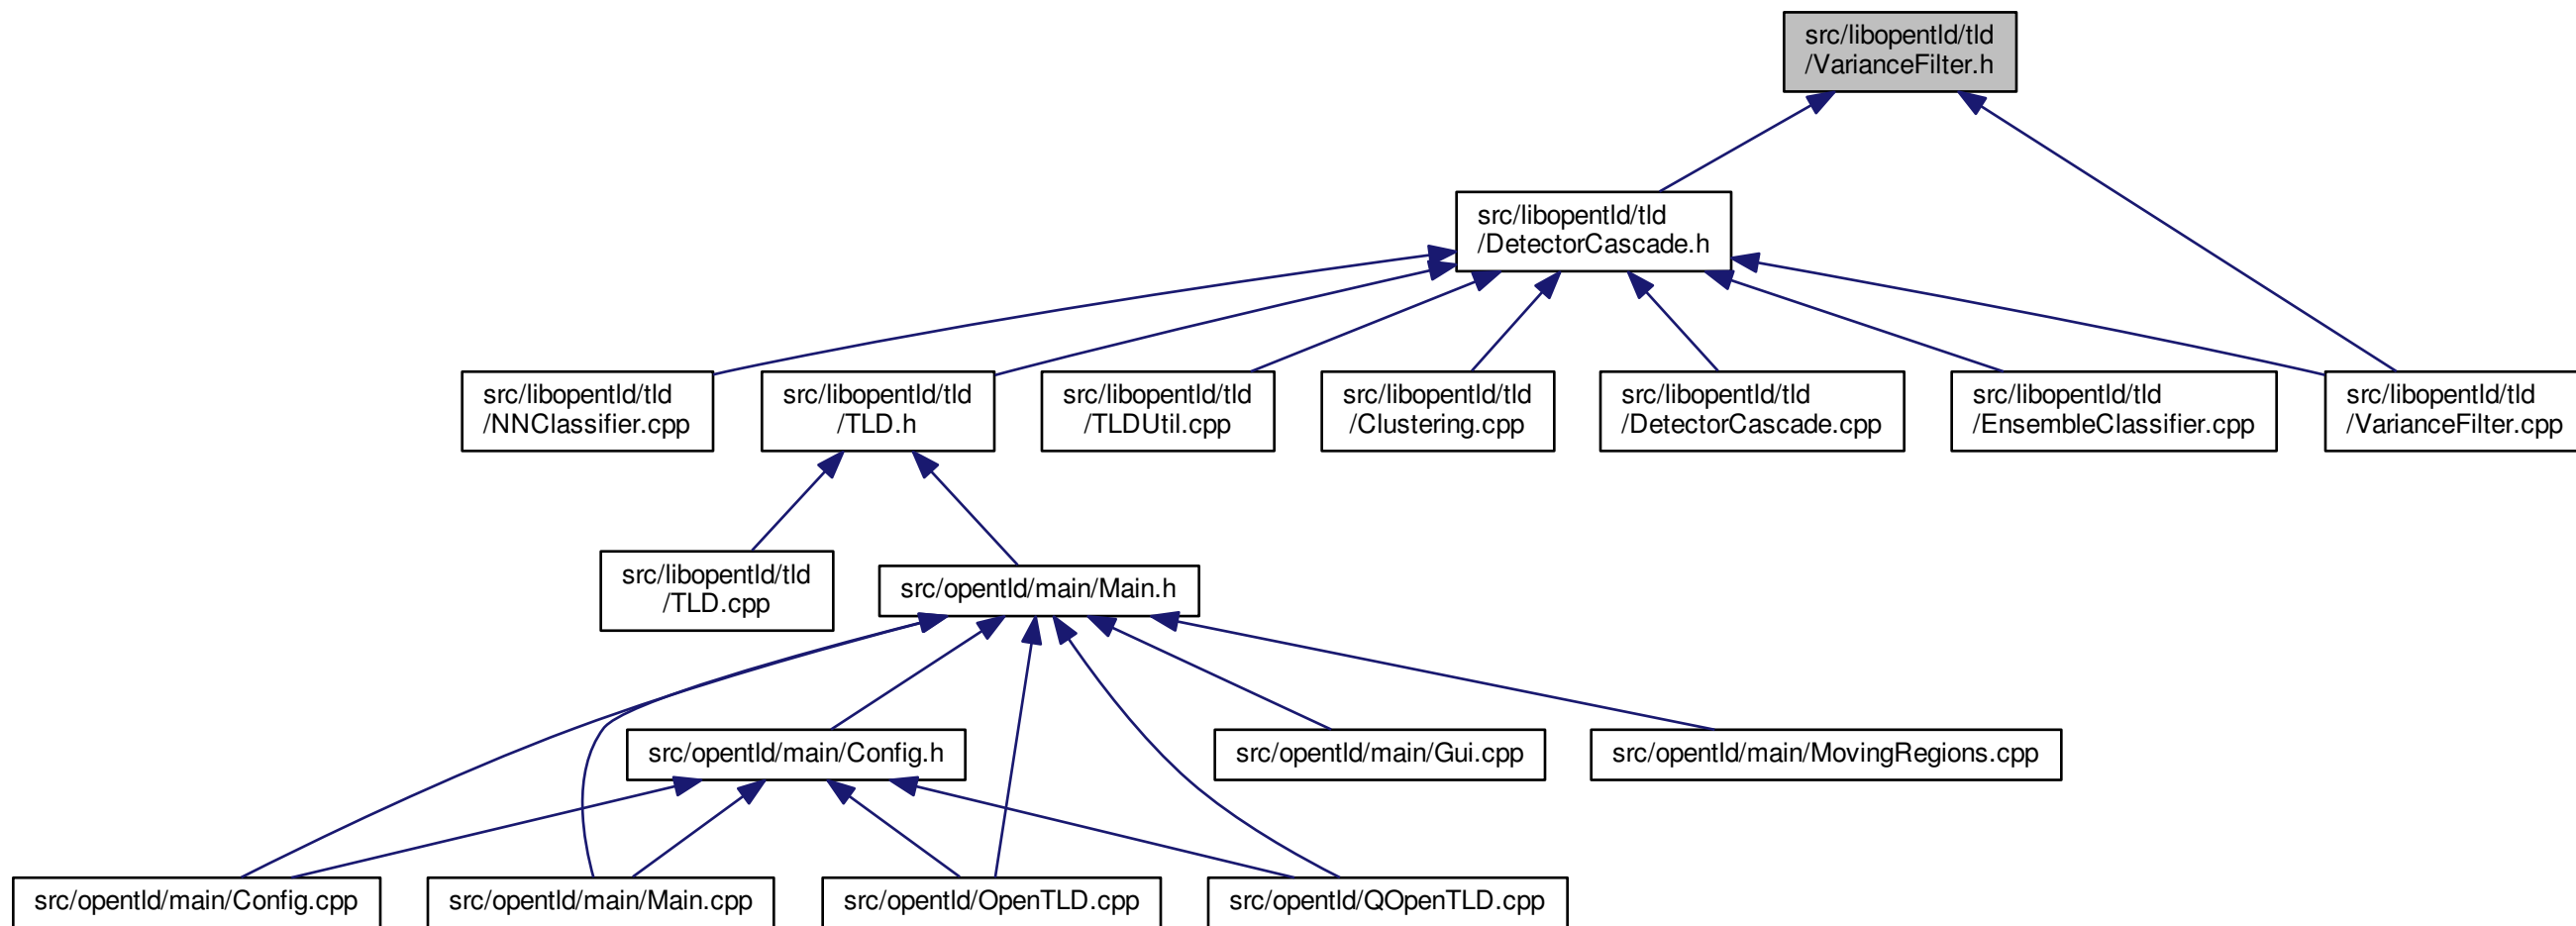 src/libopentld/tld
/VarianceFilter.h
src/libopentld/tld
/DetectorCascade.h
src/libopentld/tld
/NNClassifier.cpp
src/libopentld/tld
/TLD.h
src/libopentld/tld
/TLDUtil.cpp
src/libopentld/tld
/Clustering.cpp
src/libopentld/tld
/DetectorCascade.cpp
src/libopentld/tld
/EnsembleClassifier.cpp
src/libopentld/tld
/VarianceFilter.cpp
src/libopentld/tld
/TLD.cpp
src/opentld/main/Main.h
src/opentld/main/Config.h
src/opentld/main/Gui.cpp
src/opentld/main/MovingRegions.cpp
src/opentld/main/Config.cpp
src/opentld/main/Main.cpp
src/opentld/OpenTLD.cpp
src/opentld/QOpenTLD.cpp